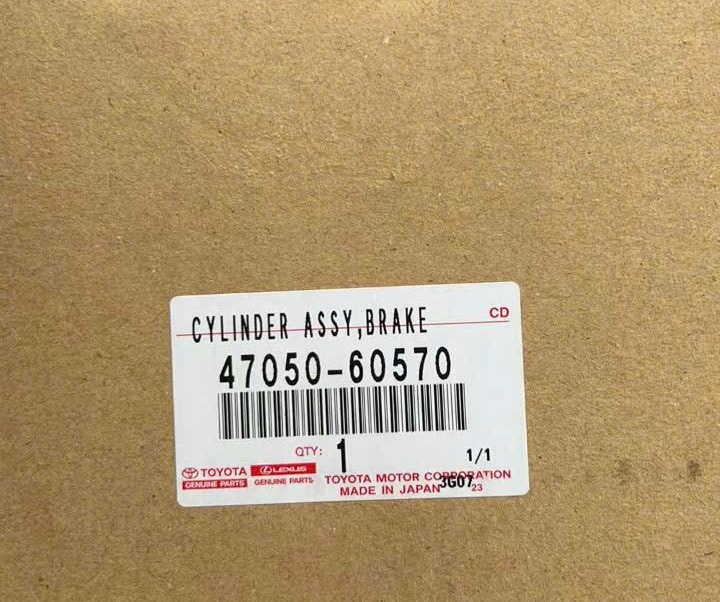 CD
CYLINDER ASSY,BRAKE
47050-60570
QTY: 1
1/1
TOYOTA LEXUS
GENUINE PARTS GENUINE PARTS
TOYOTA MOTOR CORPORATION
MADE IN JAPAN 3G07 23